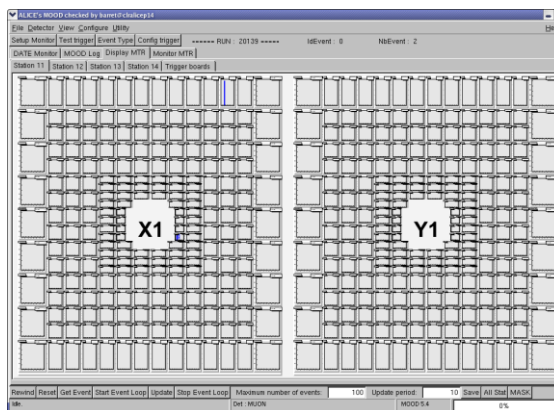 ALICE's MOOD checked by barret@clralicep14
File Detector View Configure Utility
Setup Monitor Test trigger Event Type Config trigger ------ RUN : 20129 ----- IdEvent : 0 NbEvent : 2
DATE Monitor MOOD Log Display MTR Monitor MTR
Station 11 Station 12 Station 13 Station 14 Trigger boards
X1 Y1
Rewind Reset Get Event Start Event Loop Update Stop Event Loop Maximum number of events: 100 Update period: 10 Save All Stat MASK
Idle. Det : MUON MOOD 5.4 0%